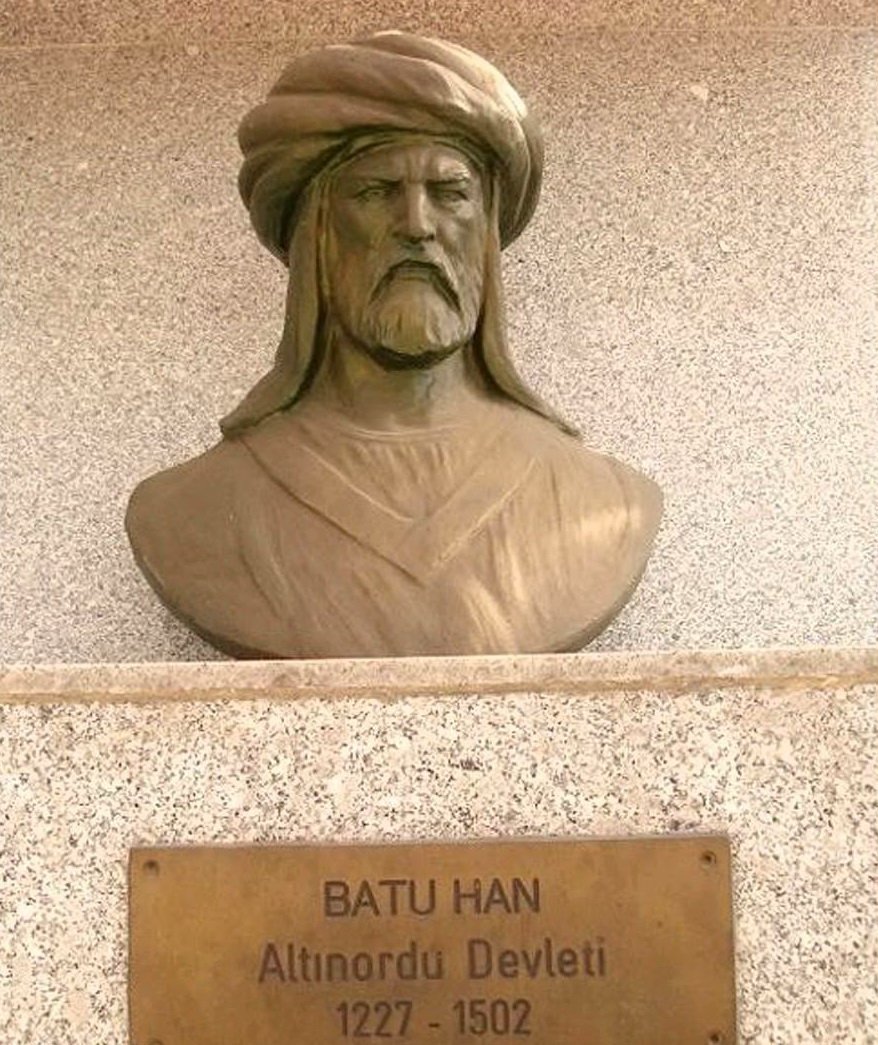 BATU HAN
Altınordu Devleti
1227 - 1502